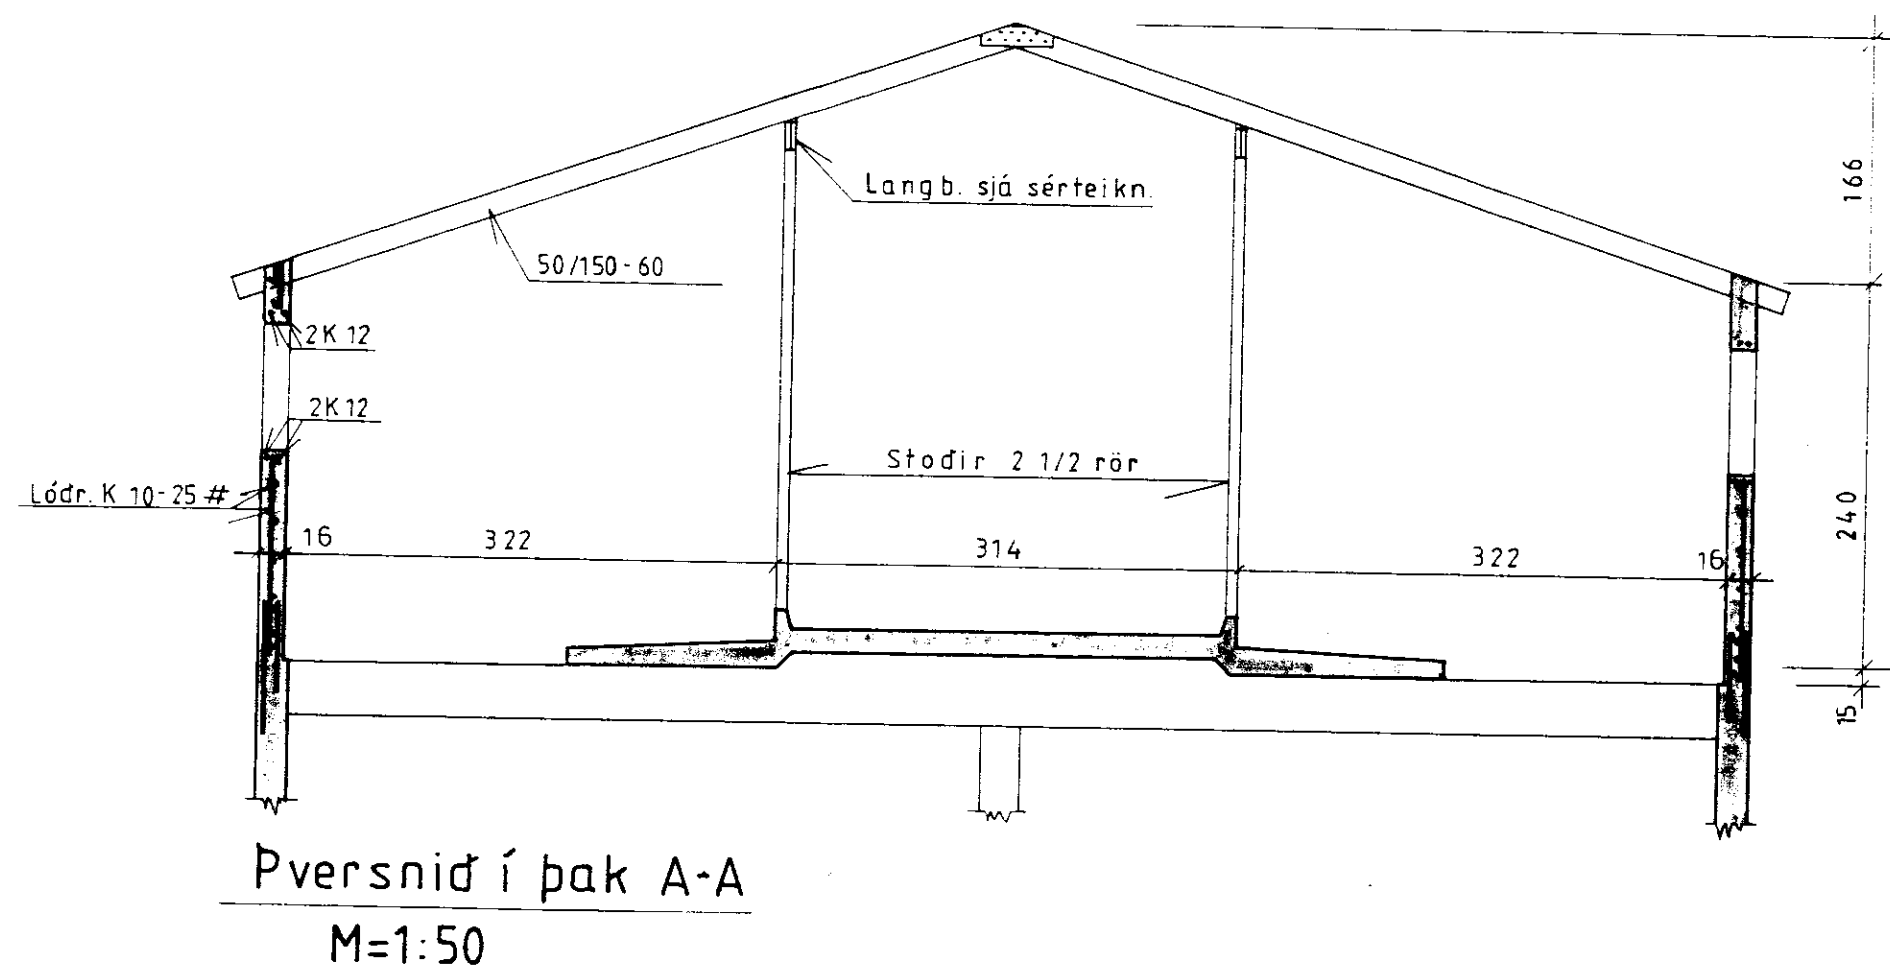 166
Langb. sjá sérteikn.
50/150-60
2K 12
2K 12
Stoðir 2 1/2 rör
Lóðr. K 10-25 #
240
16
322
314
322
16
15
Þversnið í þak A-A
M=1:50